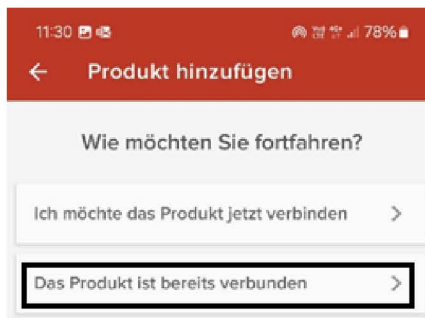 11:30 78%
Produkt hinzufügen
Wie möchten Sie fortfahren?
Ich möchte das Produkt jetzt verbinden
Das Produkt ist bereits verbunden